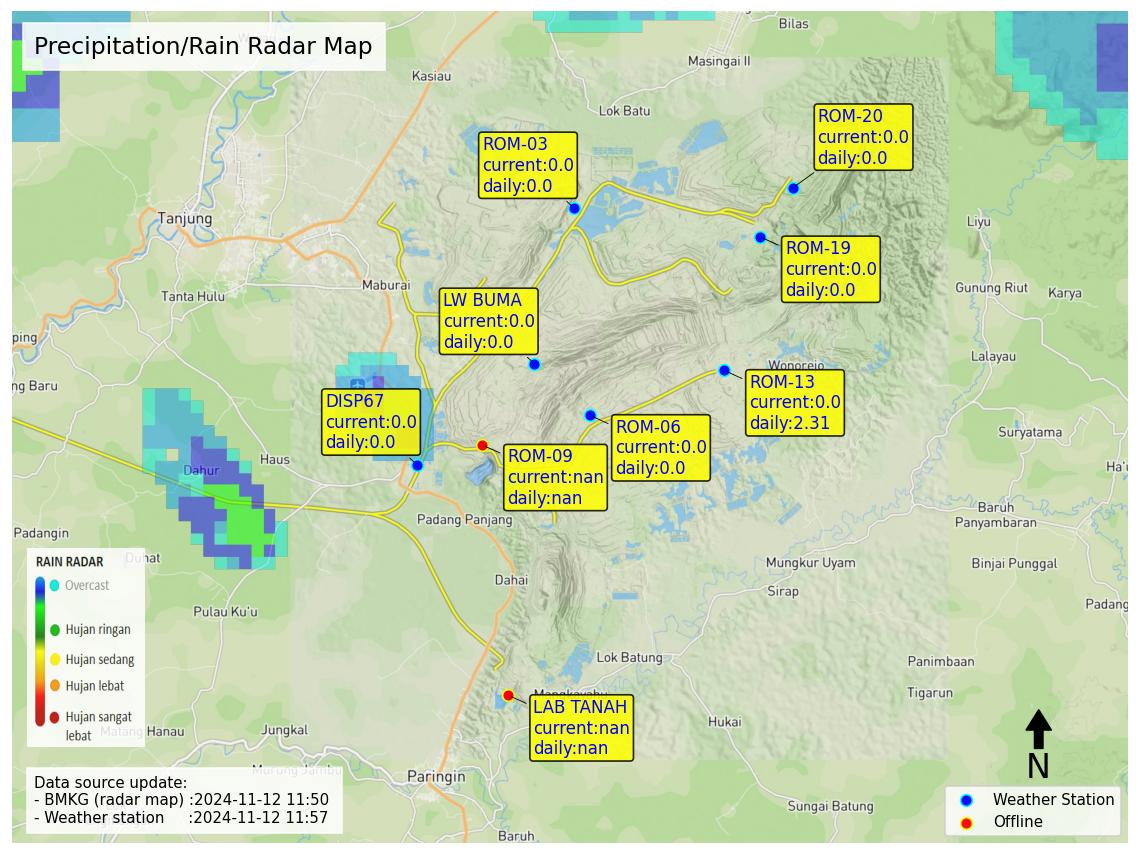 Precipitation/Rain Radar Map
Bilas
Masingai II
Kasiau
Lok Batu
ROM-20
current:0.0
daily:0.0
ROM-03
current:0.0
daily:0.0
Tanjung
Liyu
ROM-19
current:0.0
daily:0.0
Maburai
Tanta Hulu
Gunung Riut
Karya
LW BUMA
current:0.0
daily:0.0
ping
Lalayau
Wonorejo
ng Baru
ROM-13
current:0.0
daily:2.31
DISP67
current:0.0
daily:0.0
ROM-06
current:0.0
daily:0.0
Suryatama
ROM-09
current:nan
daily:nan
Haus
Dahur
Ha'u
Baruh
Panyambaran
Padang Panjang
Padangin
Duhat
Mungkur Uyam
Binjai Punggal
Dahai
Sirap
Padang
Pulau Ku'u
RAIN RADAR
Overcast
Hujan ringan
Hujan sedang
Hujan lebat
Hujan sangat
lebat
Lok Batung
Panimbaan
Tigarun
LAB TANAH
current:nan
daily:nan
Hukai
Matang Hanau
Jungkal
Murung Jambu
Paringin
N
Data source update:
- BMKG (radar map) :2024-11-12 11:50
- Weather station :2024-11-12 11:57
Sungai Batung
Baruh
Weather Station
Offline